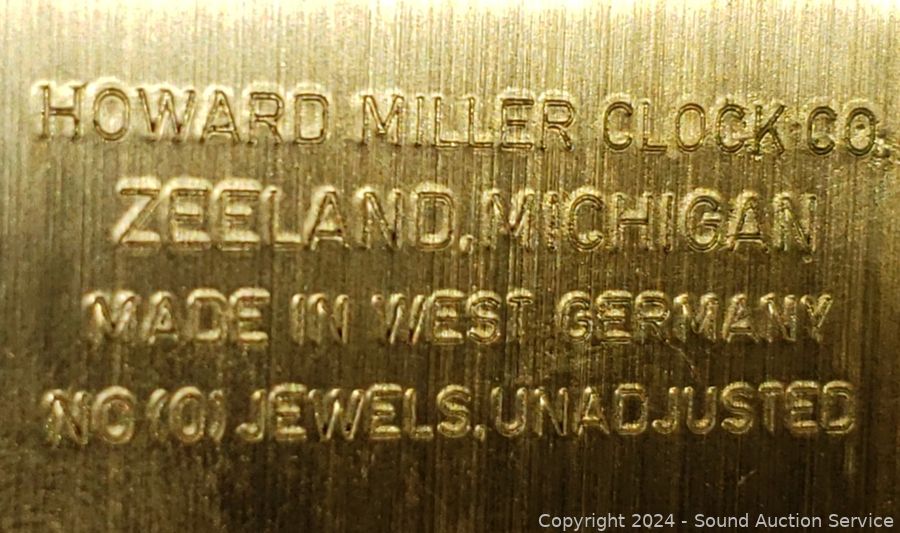 HOWARD MILLER CLOCK CO.
ZEELAND, MICHIGAN
MADE IN WEST GERMANY
NO (0) JEWELS, UNADJUSTED
Copyright 2024 - Sound Auction Service